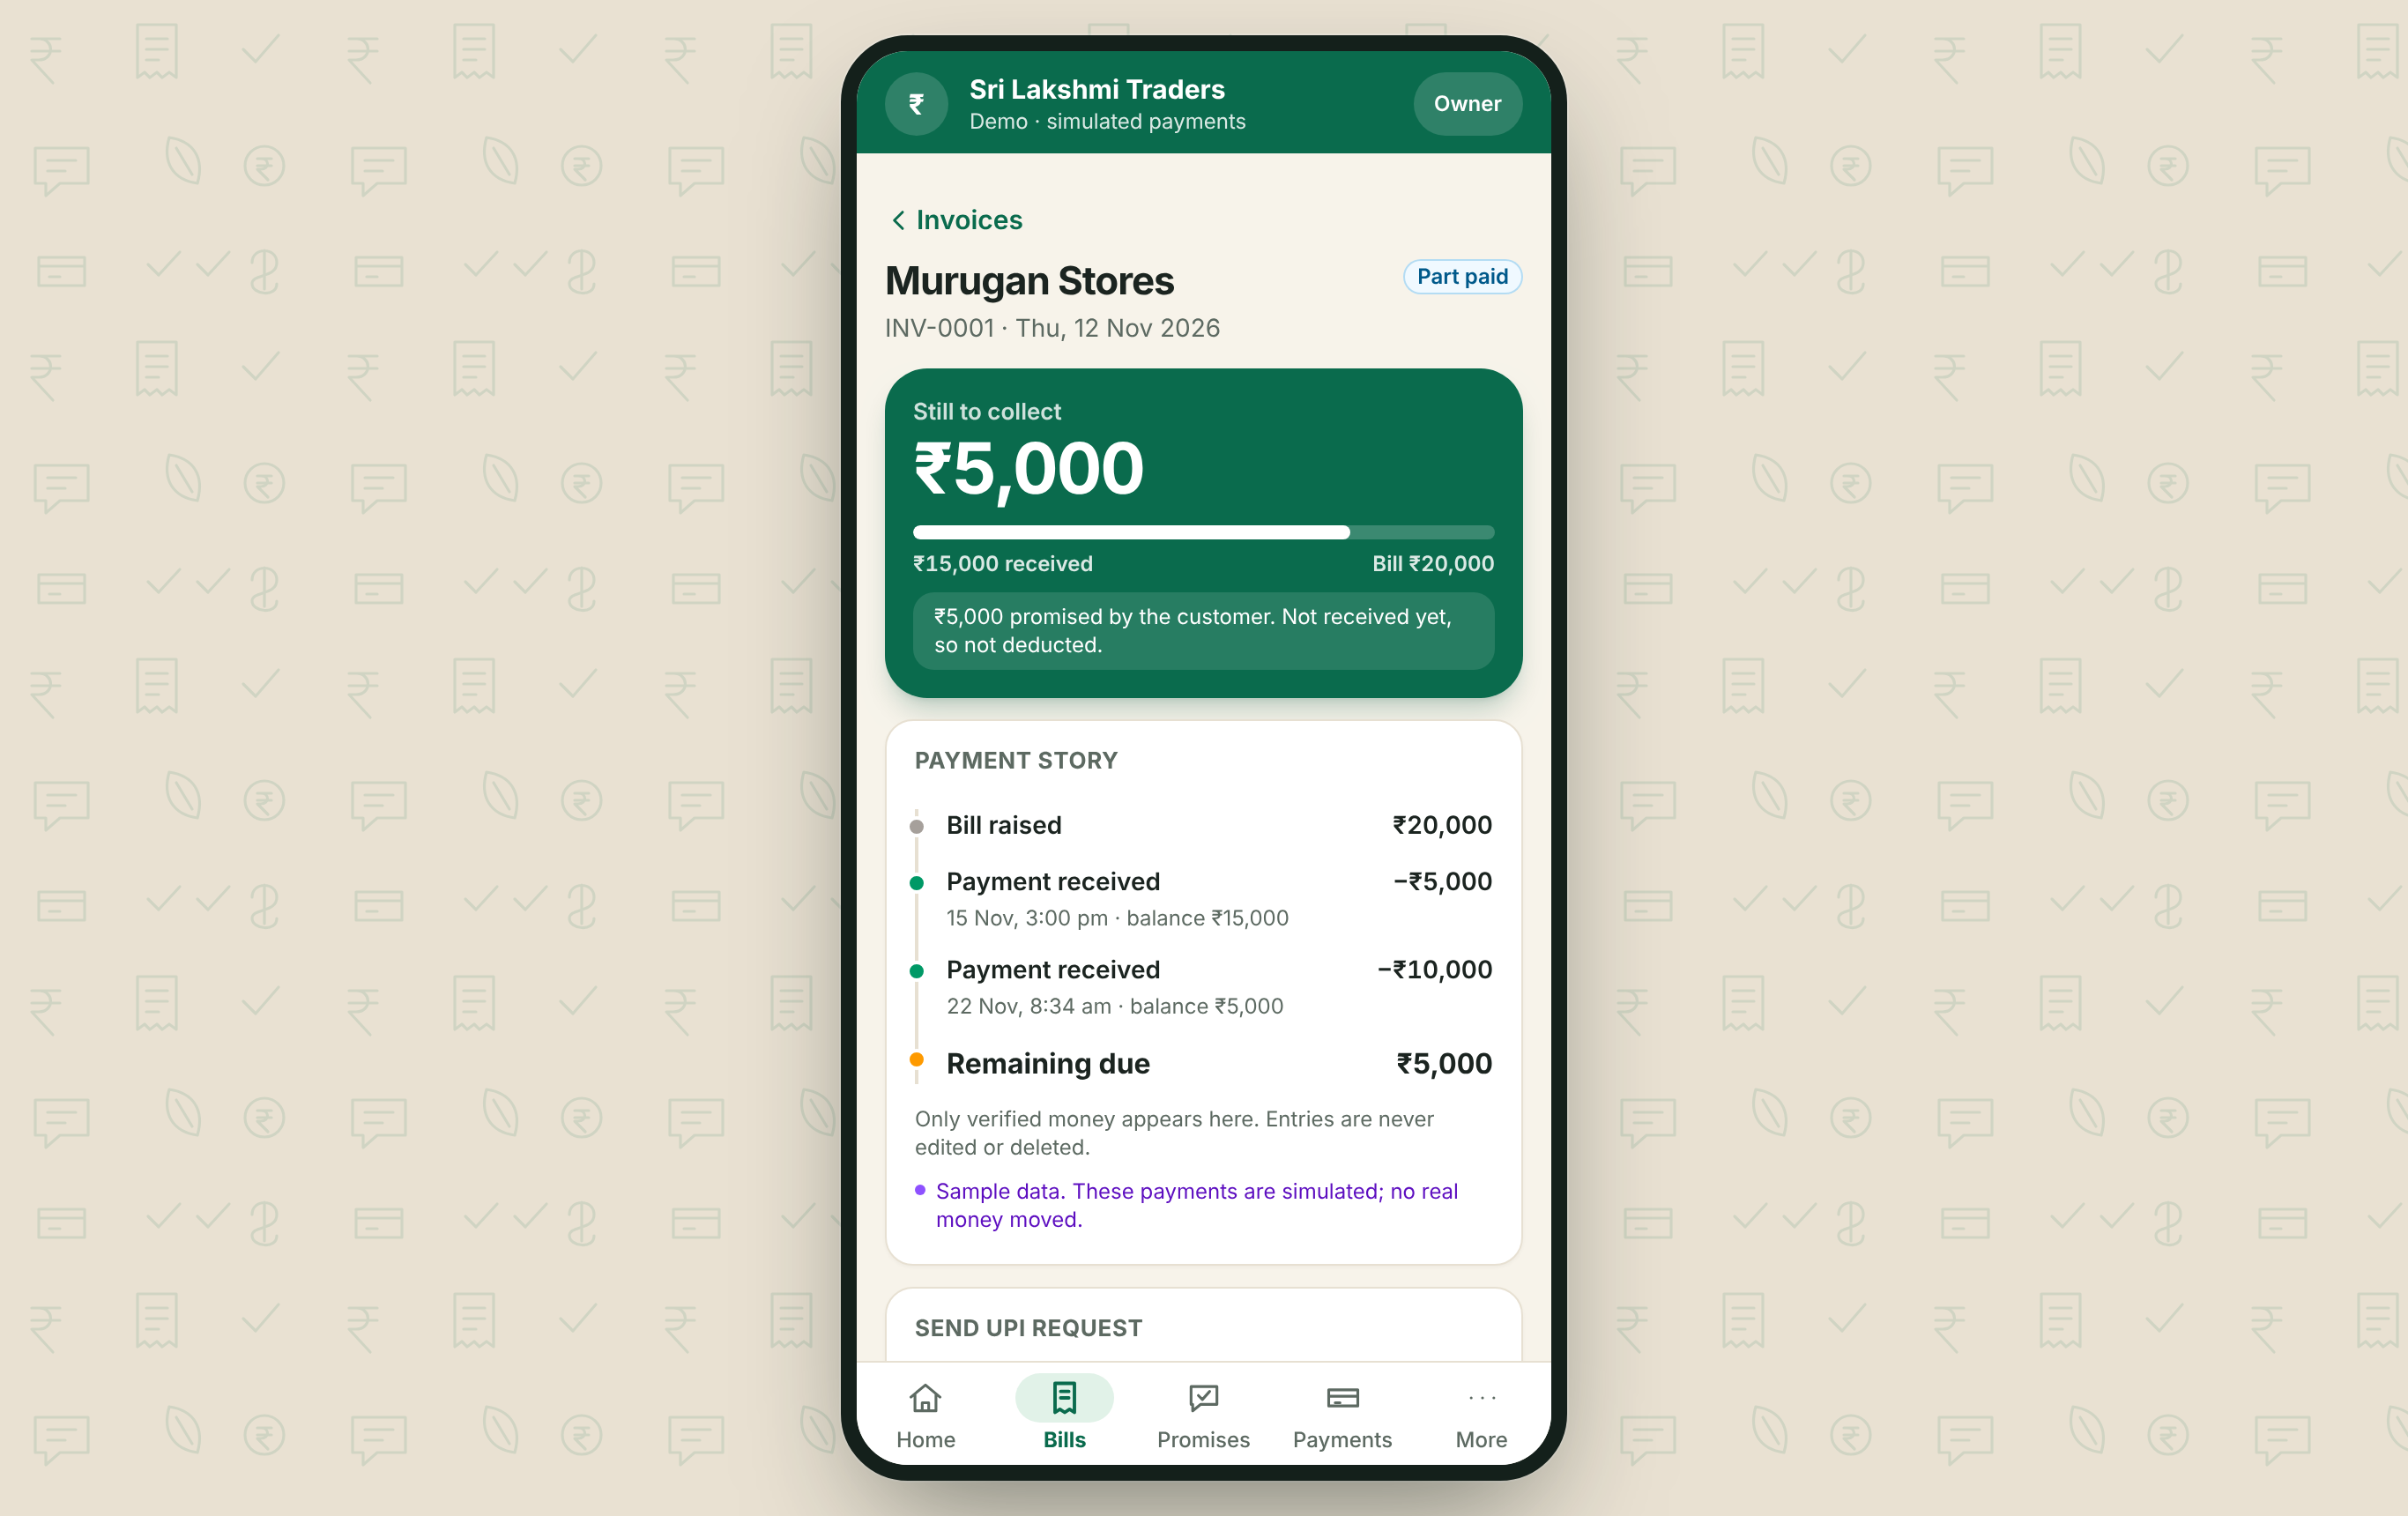 ₹
Sri Lakshmi Traders
Demo · simulated payments
Owner
Invoices
Murugan Stores
Part paid
INV-0001 · Thu, 12 Nov 2026
Still to collect
₹5,000
₹15,000 received
Bill ₹20,000
₹5,000 promised by the customer. Not received yet,
so not deducted.
PAYMENT STORY
Bill raised
₹20,000
Payment received
−₹5,000
15 Nov, 3:00 pm · balance ₹15,000
Payment received
−₹10,000
22 Nov, 8:34 am · balance ₹5,000
Remaining due
₹5,000
Only verified money appears here. Entries are never
edited or deleted.
Sample data. These payments are simulated; no real
money moved.
SEND UPI REQUEST
Home
Bills
Promises
Payments
More